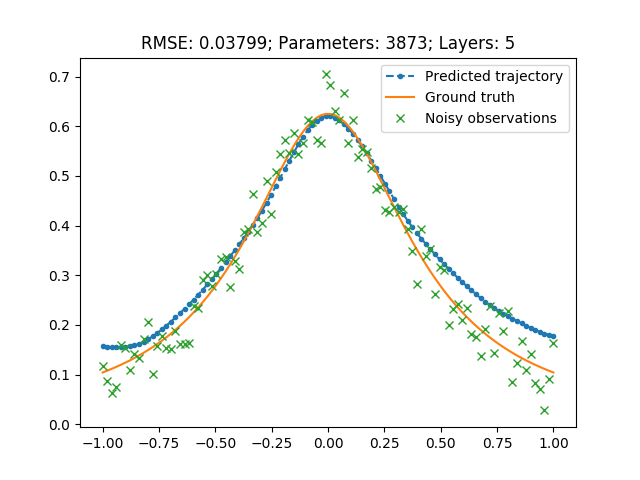 RMSE: 0.03799; Parameters: 3873; Layers: 5
Predicted trajectory
Ground truth
Noisy observations
0.7
0.6
0.5
0.4
0.3
0.2
0.1
0.0
−1.00 −0.75 −0.50 −0.25 0.00 0.25 0.50 0.75 1.00